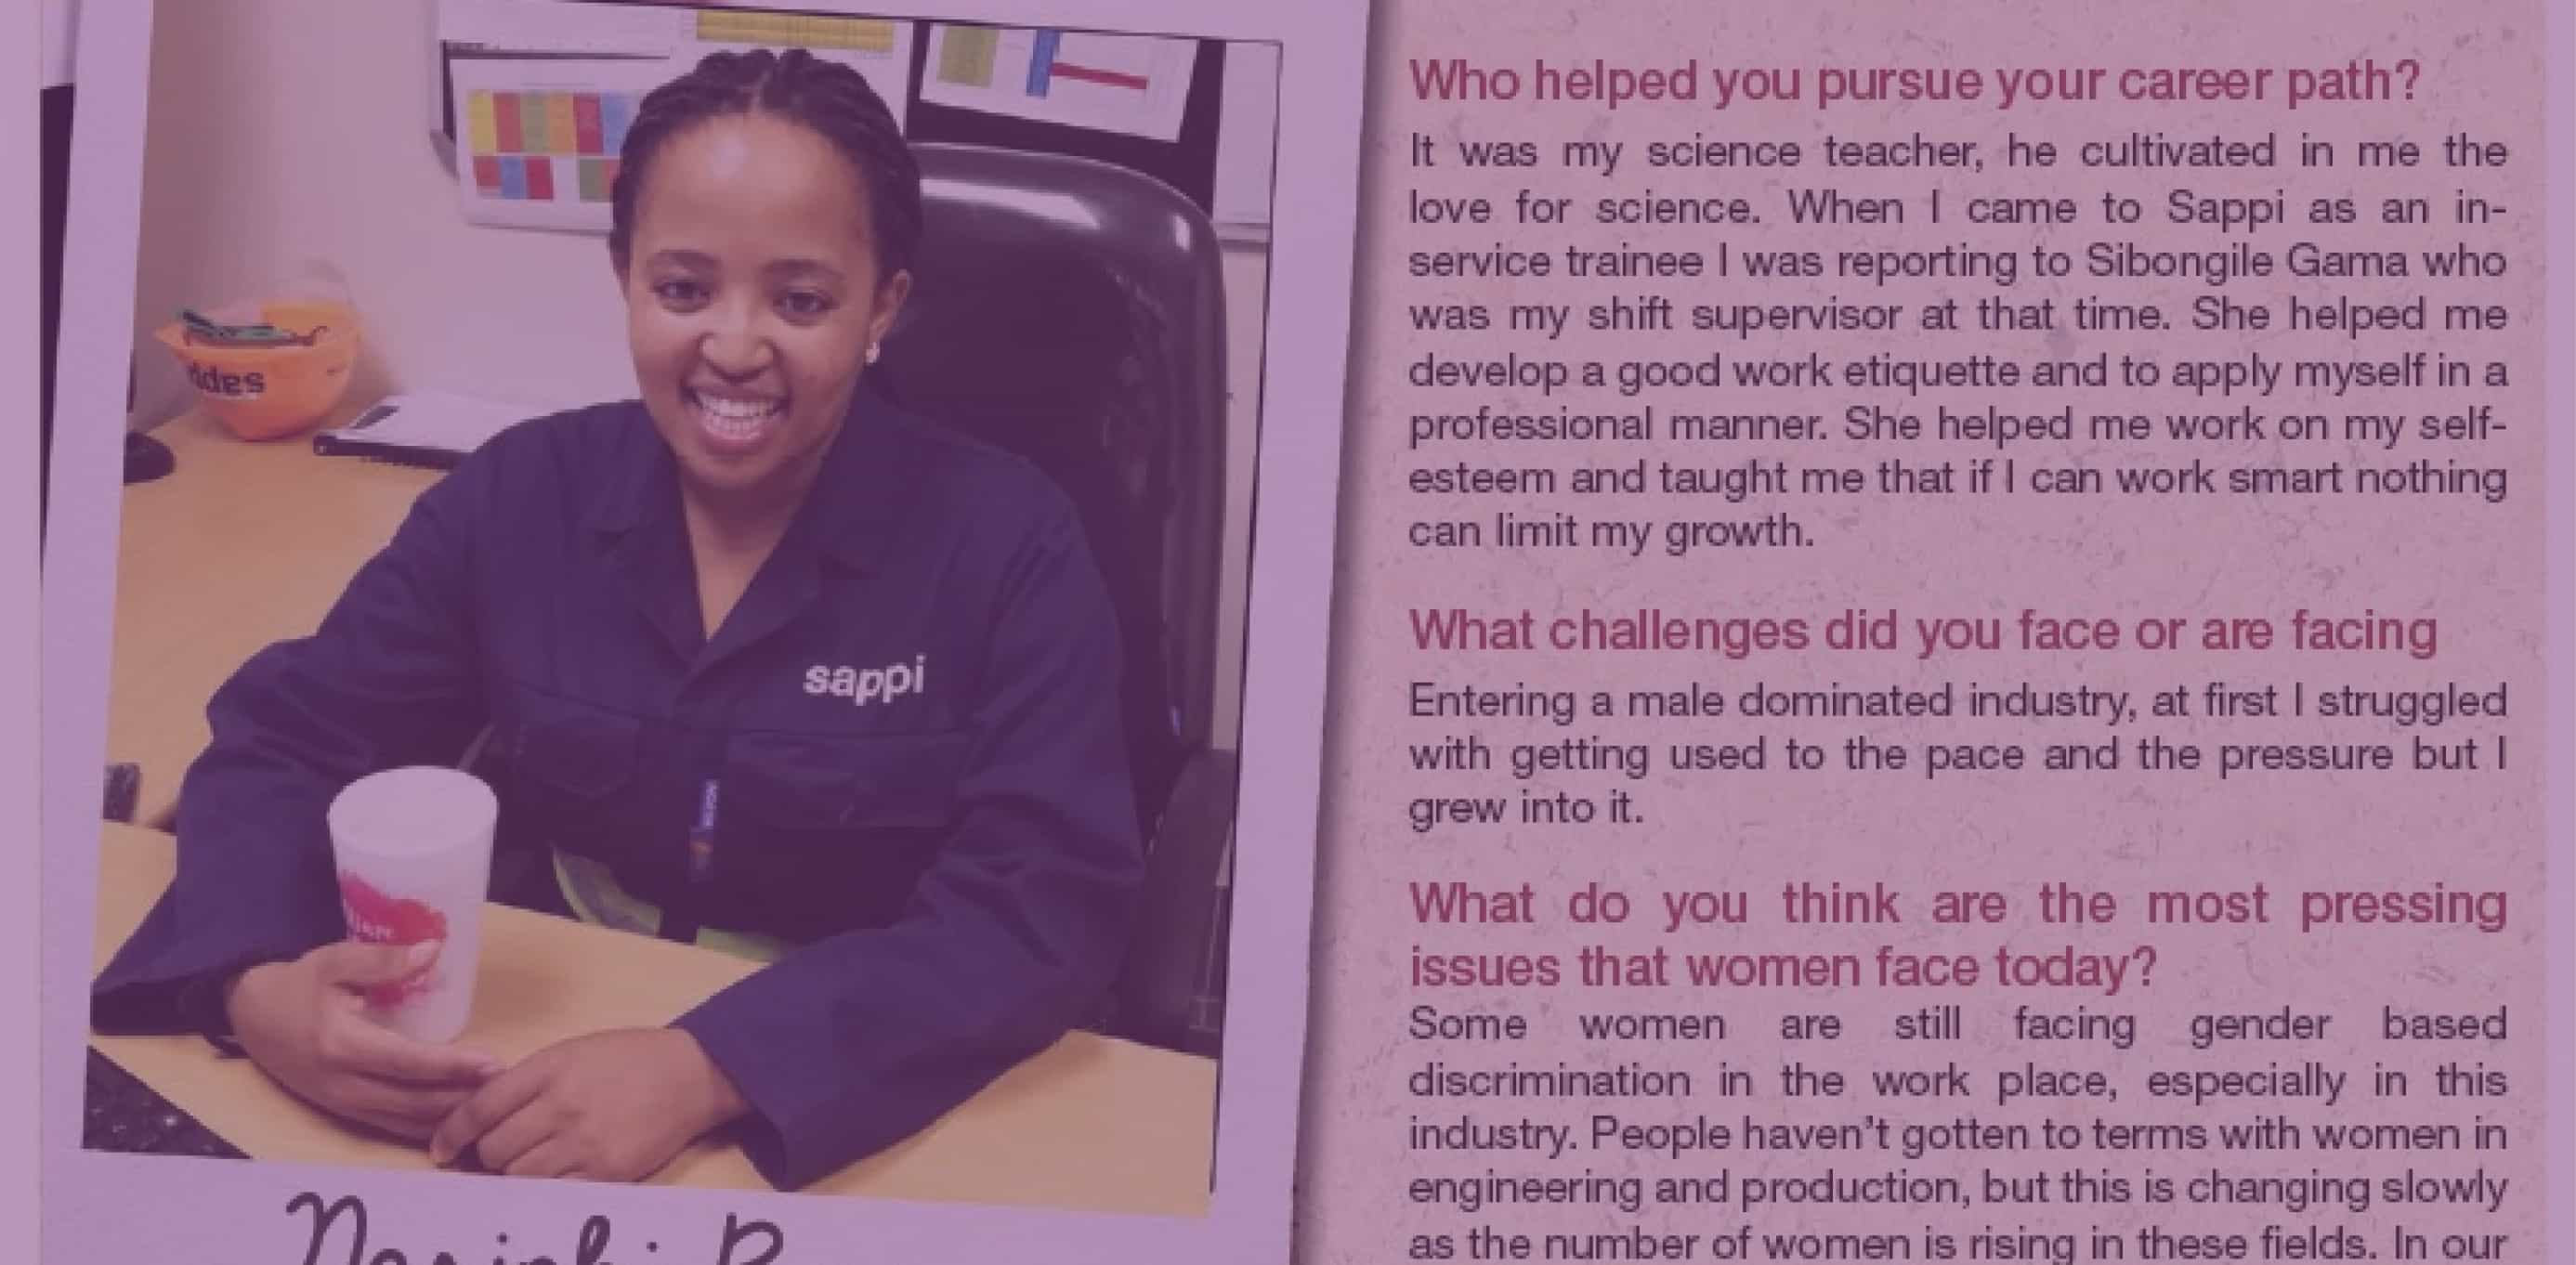 Who helped you pursue your career path?
It was my science teacher, he cultivated in me the
love for science. When I came to Sappi as an in-
service trainee I was reporting to Sibongile Gama who
was my shift supervisor at that time. She helped me
develop a good work etiquette and to apply myself in a
professional manner. She helped me work on my self-
esteem and taught me that if I can work smart nothing
can limit my growth.
What challenges did you face or are facing
Entering a male dominated industry, at first I struggled
with getting used to the pace and the pressure but I
grew into it.
What do you think are the most pressing
issues that women face today?
Some women are still facing gender based
discrimination in the work place, especially in this
industry. People haven't gotten to terms with women in
engineering and production, but this is changing slowly
as the number of women is rising in these fields. In our
sappi